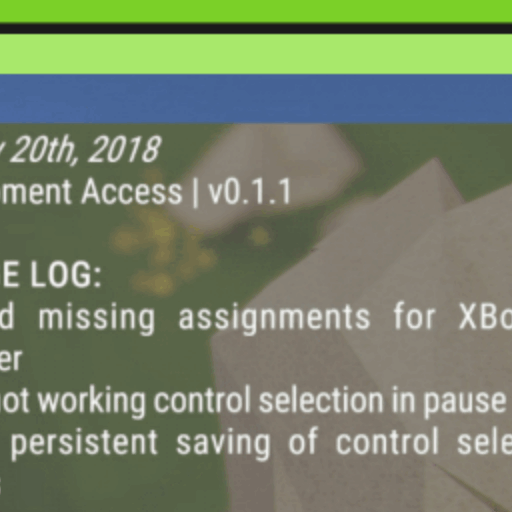 20th, 2018
ment Access | v0.1.1
E LOG:
d missing assignments for XBo
er
ot working control selection in pause
persistent saving of control sele